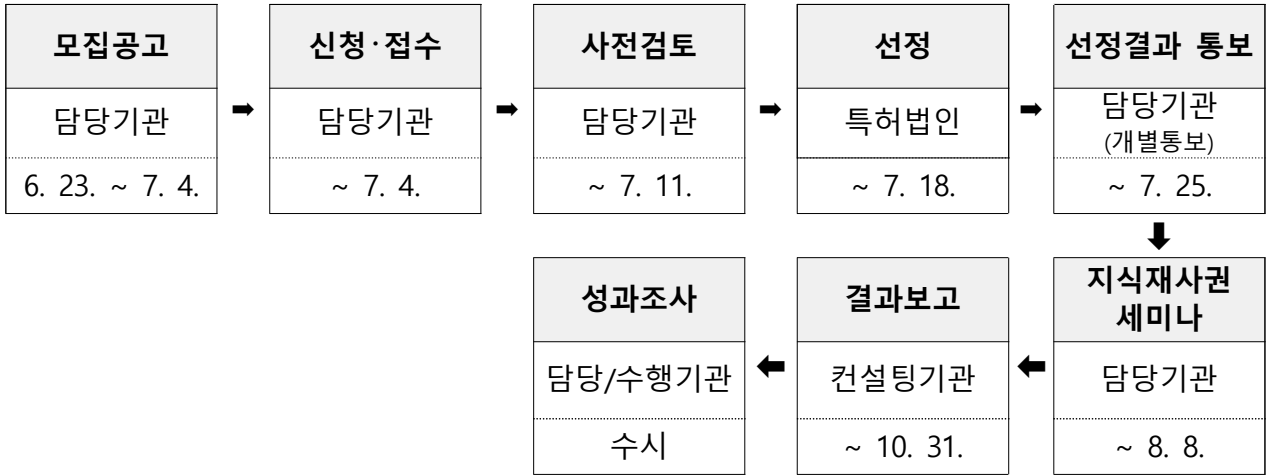 모집공고
담당기관
6. 23. ~ 7. 4.
➡
신청·접수
담당기관
~ 7. 4.
➡
사전검토
담당기관
~ 7. 11.
➡
선정
특허법인
~ 7. 18.
➡
선정결과 통보
담당기관
(개별통보)
~ 7. 25.
⬇
지식재사권
세미나
담당기관
~ 8. 8.
⬅
결과보고
컨설팅기관
~ 10. 31.
⬅
성과조사
담당/수행기관
수시